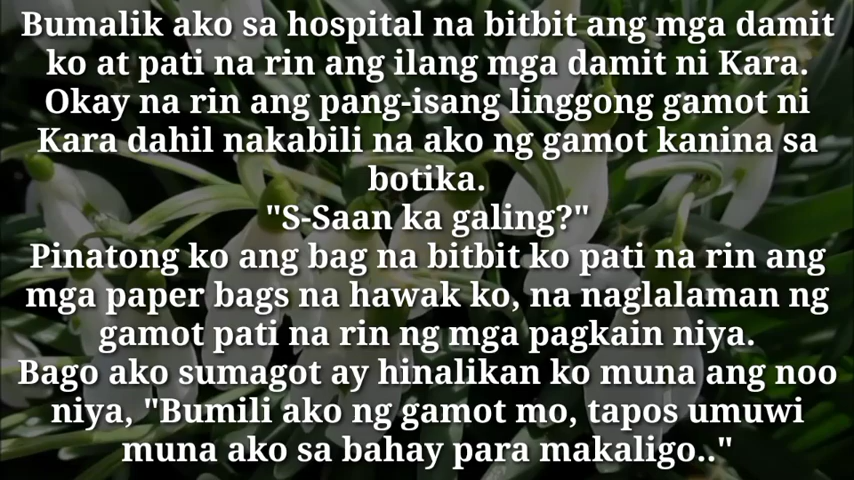 Bumalik ako sa hospital na bitbit ang mga damit
ko at pati na rin ang ilang mga damit ni Kara.
Okay na rin ang pang-isang linggong gamot ni
Kara dahil nakabili na ako ng gamot kanina sa
botika.
"S-Saan ka galing?"
Pinatong ko ang bag na bitbit ko pati na rin ang
mga paper bags na hawak ko, na naglalaman ng
gamot pati na rin ng mga pagkain niya.
Bago ako sumagot ay hinalikan ko muna ang noo
niya, "Bumili ako ng gamot mo, tapos umuwi
muna ako sa bahay para makaligo.."